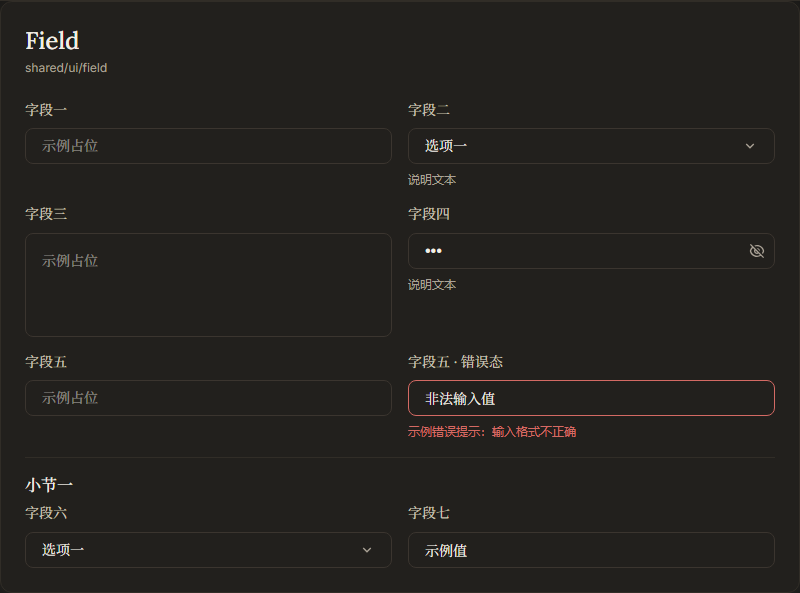 Field
shared/ui/field
字段一
示例占位
字段二
选项一
说明文本
字段三
示例占位
字段四
•••
说明文本
字段五
示例占位
字段五 · 错误态
非法输入值
示例错误提示：输入格式不正确
小节一
字段六
选项一
字段七
示例值